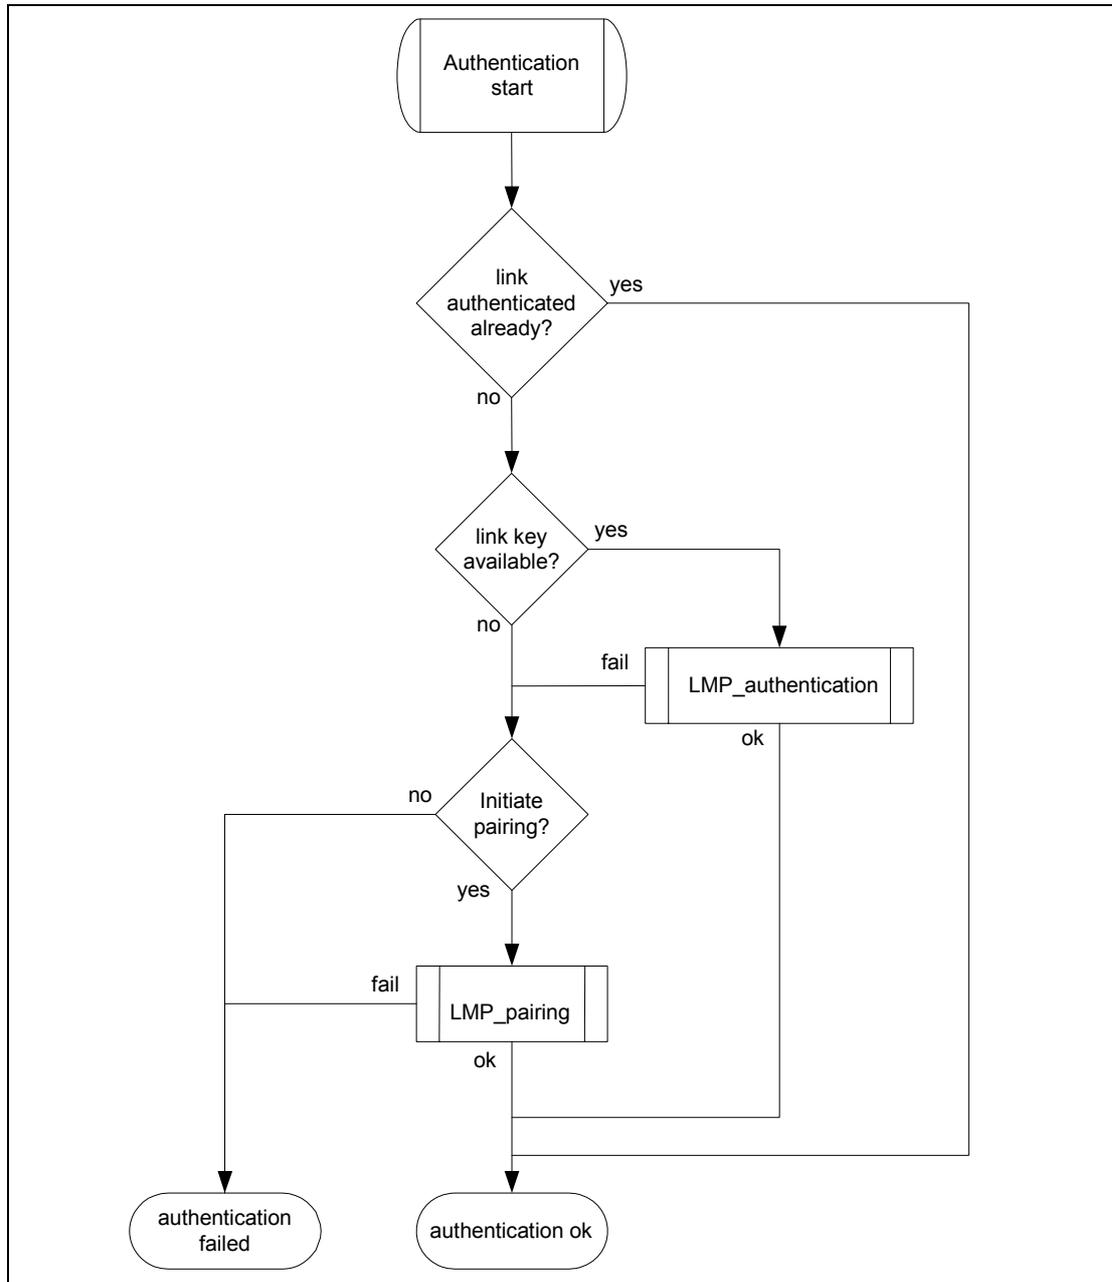 Authentication
start
link
authenticated
already?
yes
no
link key
available?
yes
no
fail
LMP_authentication
ok
no
Initiate
pairing?
yes
fail
LMP_pairing
ok
authentication
failed
authentication ok